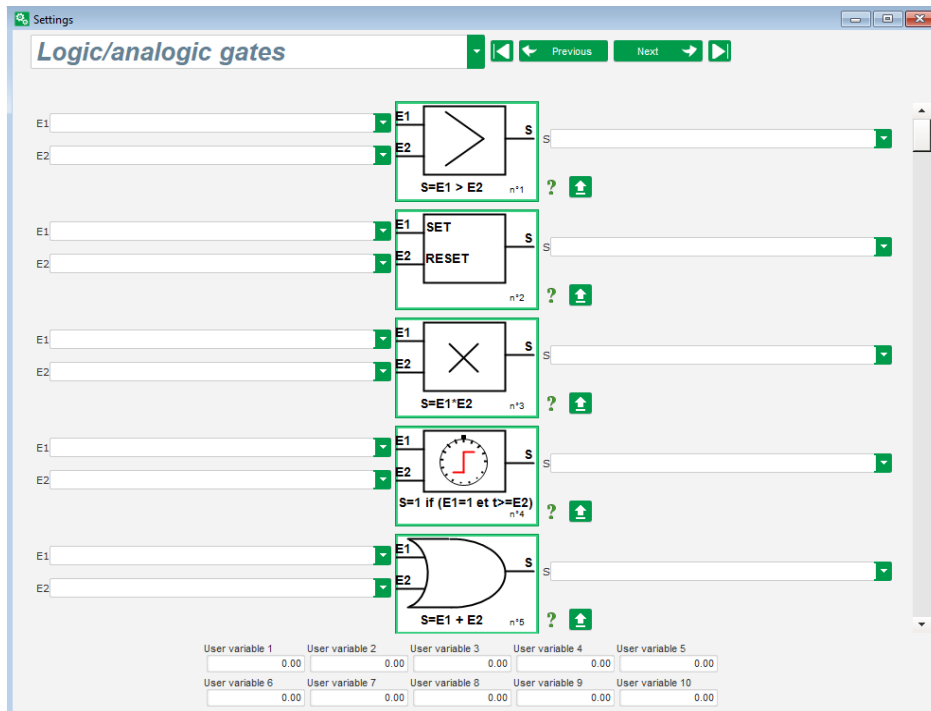 Settings
Logic/analogic gates
Previous
Next
E1
E1
S
S
E2
E2
S=E1 > E2
n°1
?
E1
E1
SET
S
S
E2
E2
RESET
n°2
?
E1
E1
S
S
E2
E2
S=E1*E2
n°3
?
E1
E1
S
S
E2
E2
S=1 if (E1=1 et t>=E2)
n°4
?
E1
E1
S
S
E2
E2
S=E1 + E2
n°5
?
User variable 1 User variable 2 User variable 3 User variable 4 User variable 5
0.00 0.00 0.00 0.00 0.00
User variable 6 User variable 7 User variable 8 User variable 9 User variable 10
0.00 0.00 0.00 0.00 0.00